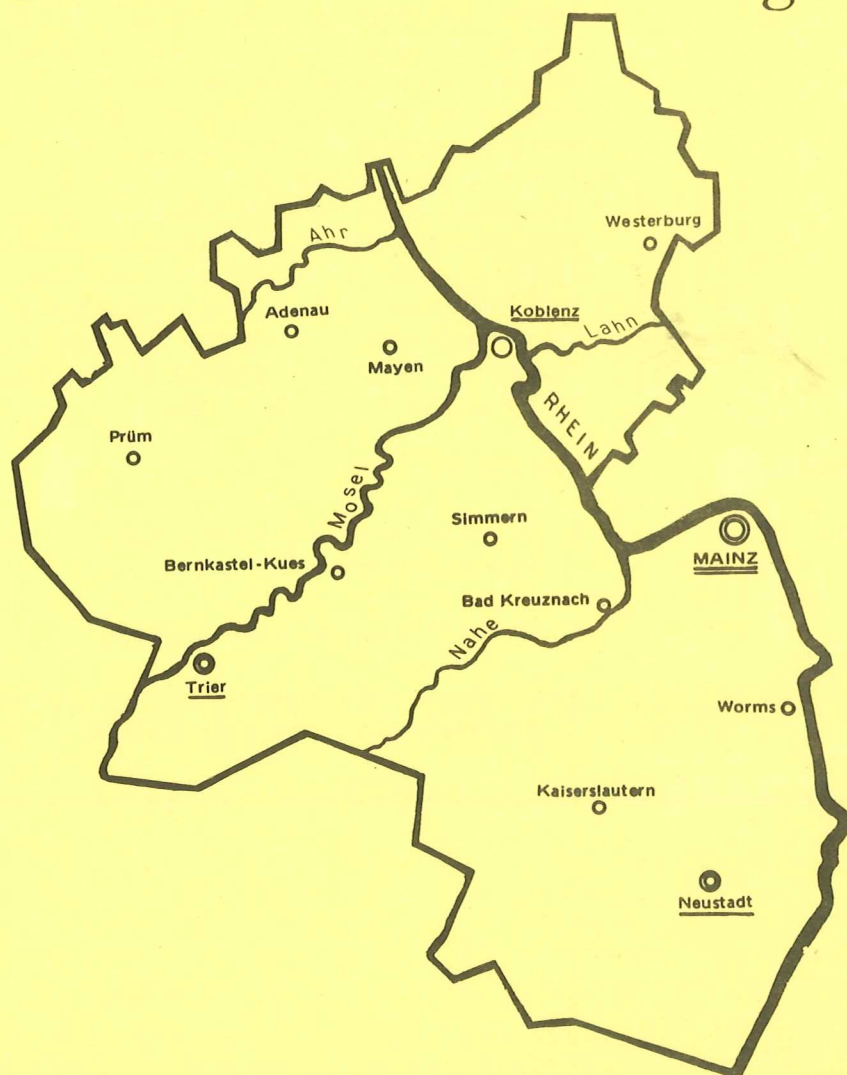 Westerburg
Ahr
Koblenz
Adenau
Lahn
Mayen
RHEIN
Prüm
Mosel
Simmern
MAINZ
Bernkastel-Kues
Bad Kreuznach
Nahe
Trier
Worms
Kaiserslautern
Neustadt